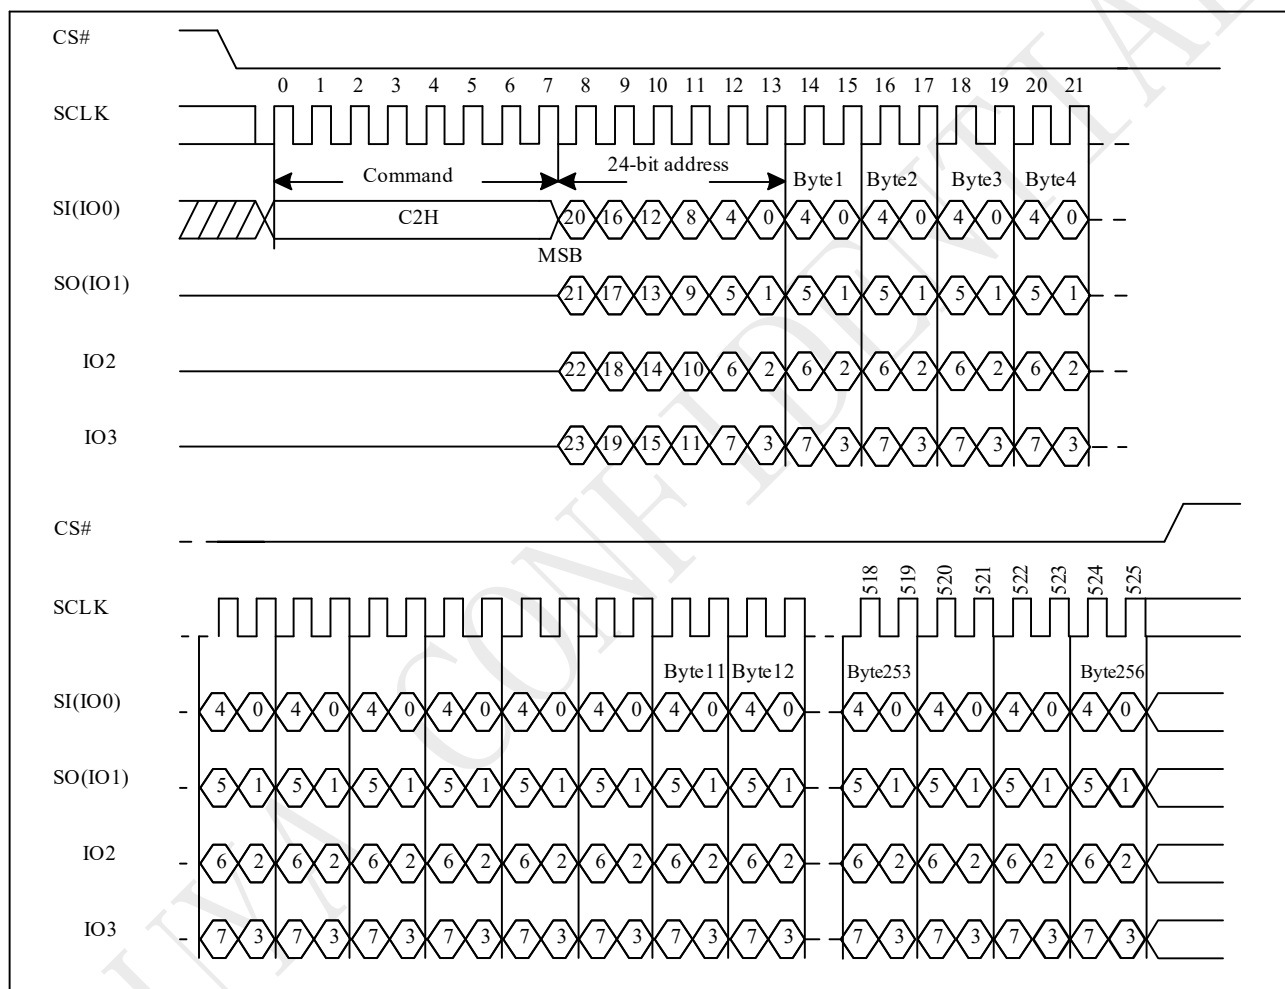 CS#
0 1 2 3 4 5 6 7 8 9 10 11 12 13 14 15 16 17 18 19 20 21
SCLK
Command 24-bit address Byte1 Byte2 Byte3 Byte4
SI(IO0) C2H 20 16 12 8 4 0 4 0 4 0 4 0 4 0
MSB
SO(IO1) 21 17 13 9 5 1 5 1 5 1 5 1 5 1
IO2 22 18 14 10 6 2 6 2 6 2 6 2 6 2
IO3 23 19 15 11 7 3 7 3 7 3 7 3 7 3
CS#
518 519 520 521 522 523 524 525
SCLK
Byte11 Byte12 Byte253 Byte256
SI(IO0) 4 0 4 0 4 0 4 0 4 0 4 0 4 0 4 0 4 0 4 0 4 0 4 0
SO(IO1) 5 1 5 1 5 1 5 1 5 1 5 1 5 1 5 1 5 1 5 1 5 1 5 1
IO2 6 2 6 2 6 2 6 2 6 2 6 2 6 2 6 2 6 2 6 2 6 2 6 2
IO3 7 3 7 3 7 3 7 3 7 3 7 3 7 3 7 3 7 3 7 3 7 3 7 3